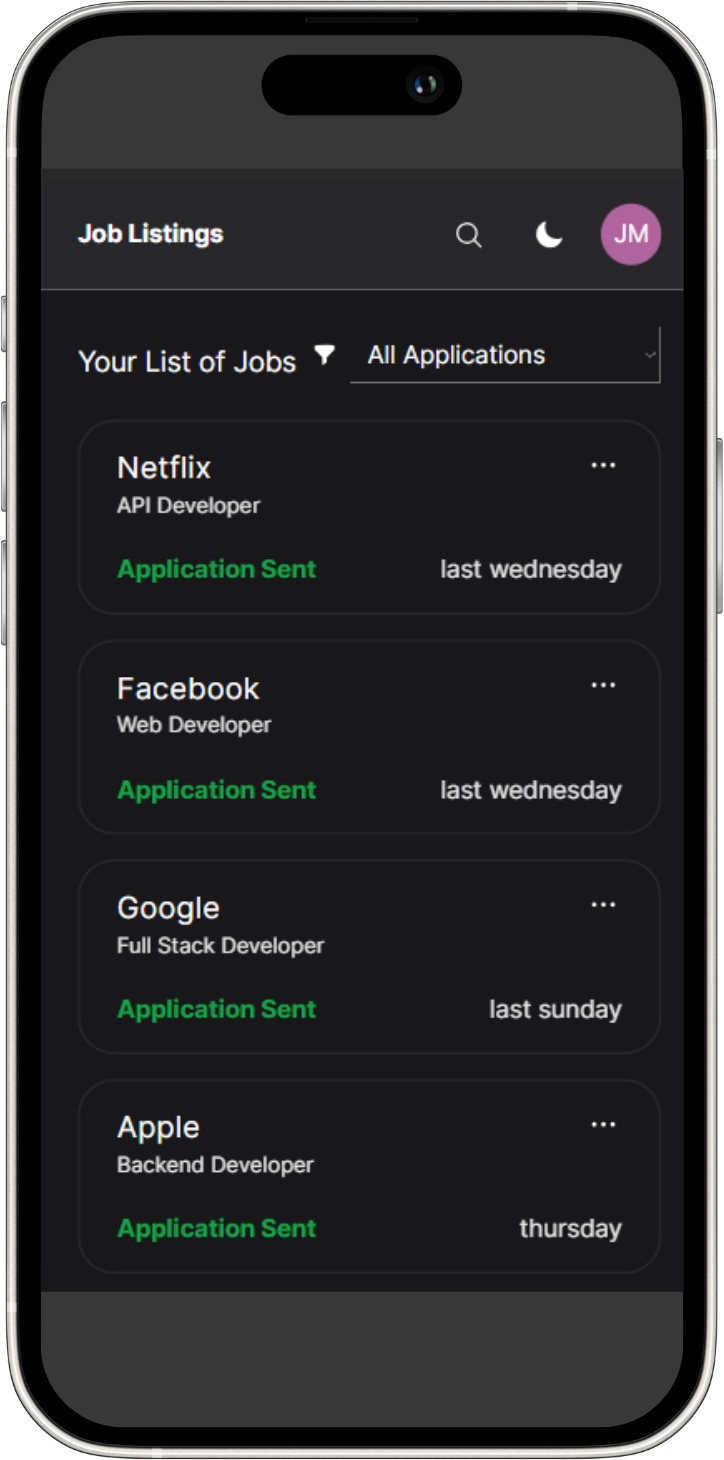 Job Listings JM
Your List of Jobs All Applications
Netflix
API Developer
Application Sent last wednesday
Facebook
Web Developer
Application Sent last wednesday
Google
Full Stack Developer
Application Sent last sunday
Apple
Backend Developer
Application Sent thursday